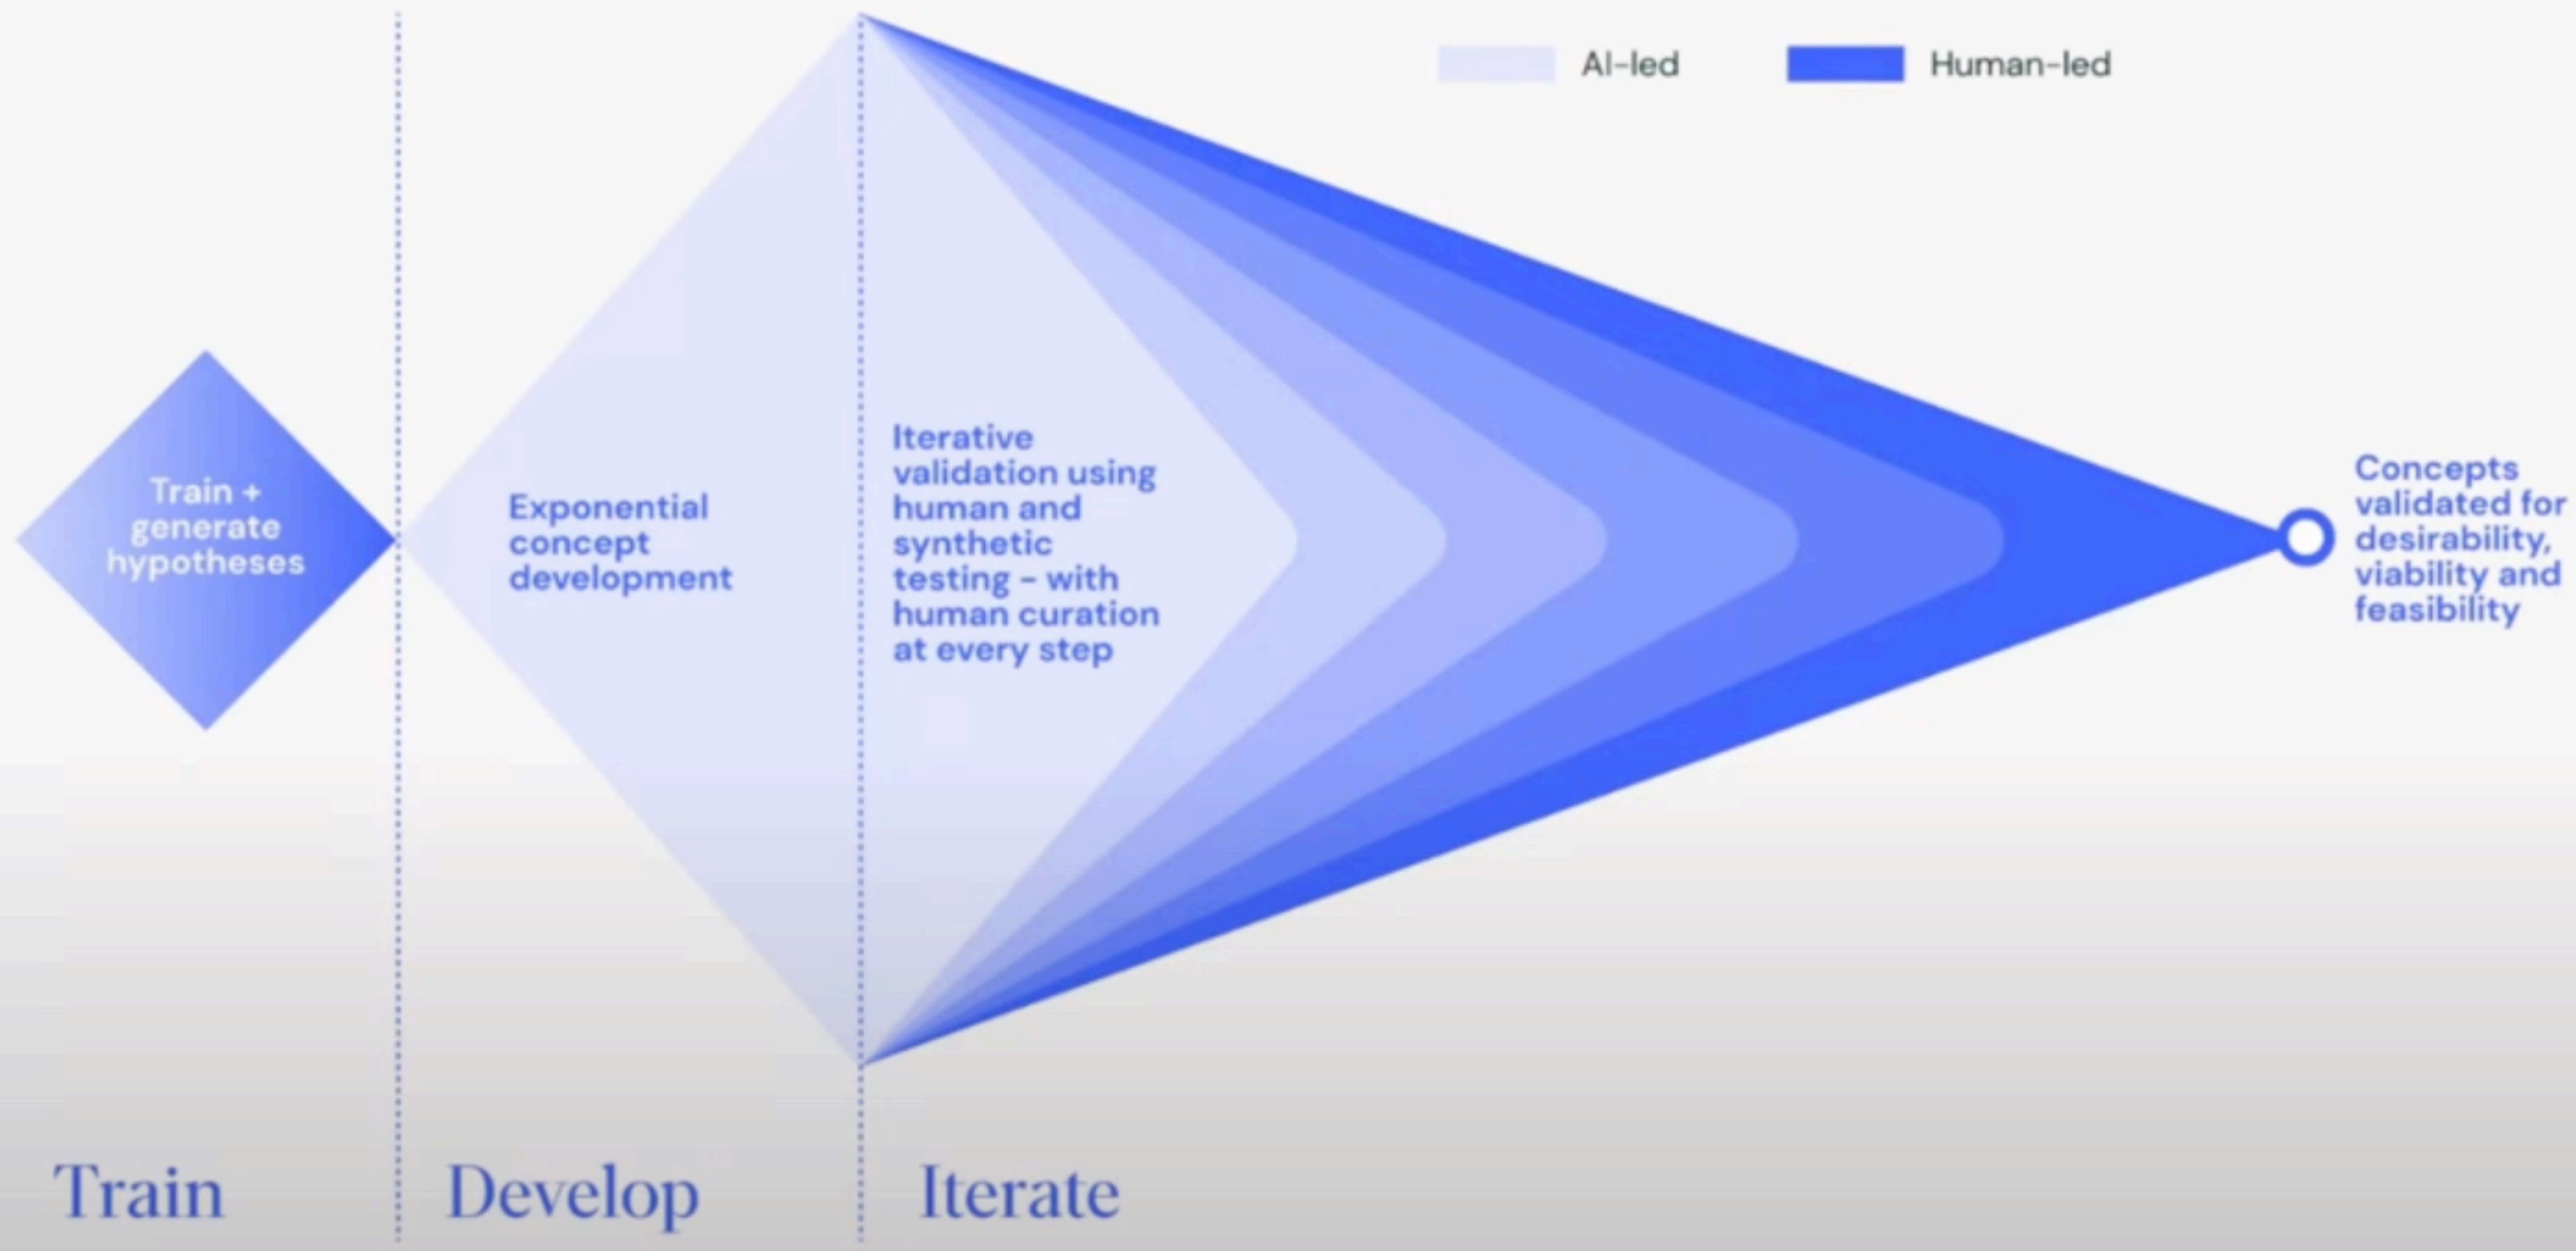 AI-led
Human-led
Train +
generate
hypotheses
Exponential
concept
development
Iterative
validation using
human and
synthetic
testing – with
human curation
at every step
Concepts
validated for
desirability,
viability and
feasibility
Train
Develop
Iterate